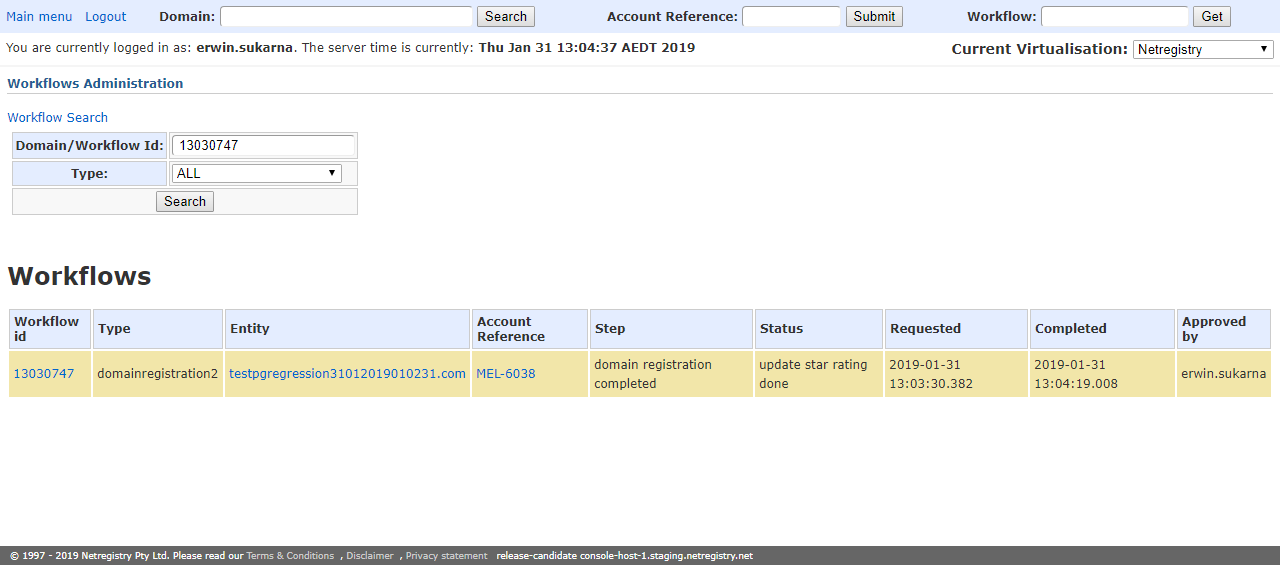 Main menu Logout Domain: Search Account Reference: Submit Workflow: Get
You are currently logged in as: erwin.sukarna. The server time is currently: Thu Jan 31 13:04:37 AEDT 2019 Current Virtualisation: Netregistry
Workflows Administration
Workflow Search
Domain/Workflow Id: 13030747
Type: ALL
Search
Workflows
Workflow id Type Entity Account Reference Step Status Requested Completed Approved by
13030747 domainregistration2 testpgregression31012019010231.com MEL-6038 domain registration completed update star rating done 2019-01-31 13:03:30.382 2019-01-31 13:04:19.008 erwin.sukarna
© 1997 - 2019 Netregistry Pty Ltd. Please read our Terms & Conditions , Disclaimer , Privacy statement release-candidate console-host-1.staging.netregistry.net